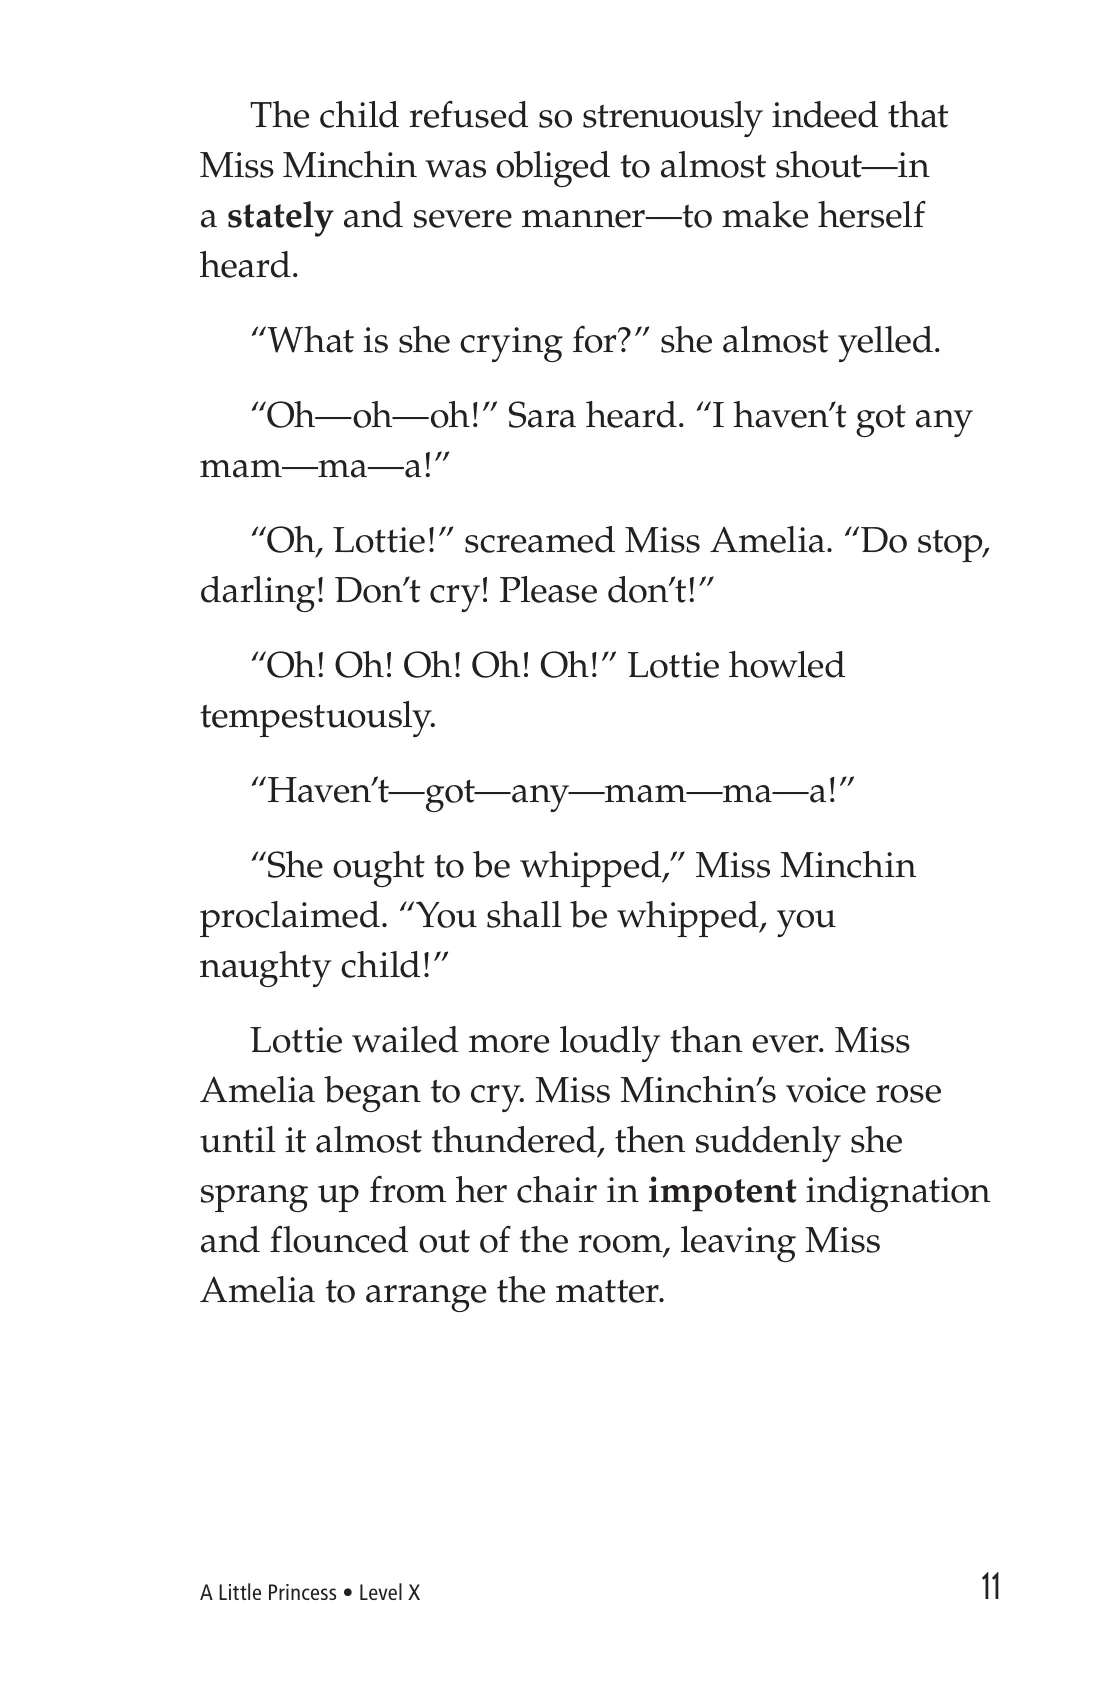 The child refused so strenuously indeed that
Miss Minchin was obliged to almost shout—in
a stately and severe manner—to make herself
heard.
“What is she crying for?” she almost yelled.
“Oh—oh—oh!” Sara heard. “I haven’t got any
mam—ma—a!”
“Oh, Lottie!” screamed Miss Amelia. “Do stop,
darling! Don’t cry! Please don’t!”
“Oh! Oh! Oh! Oh! Oh!” Lottie howled
tempestuously.
“Haven’t—got—any—mam—ma—a!”
“She ought to be whipped,” Miss Minchin
proclaimed. “You shall be whipped, you
naughty child!”
Lottie wailed more loudly than ever. Miss
Amelia began to cry. Miss Minchin’s voice rose
until it almost thundered, then suddenly she
sprang up from her chair in impotent indignation
and flounced out of the room, leaving Miss
Amelia to arrange the matter.
A Little Princess • Level X 11